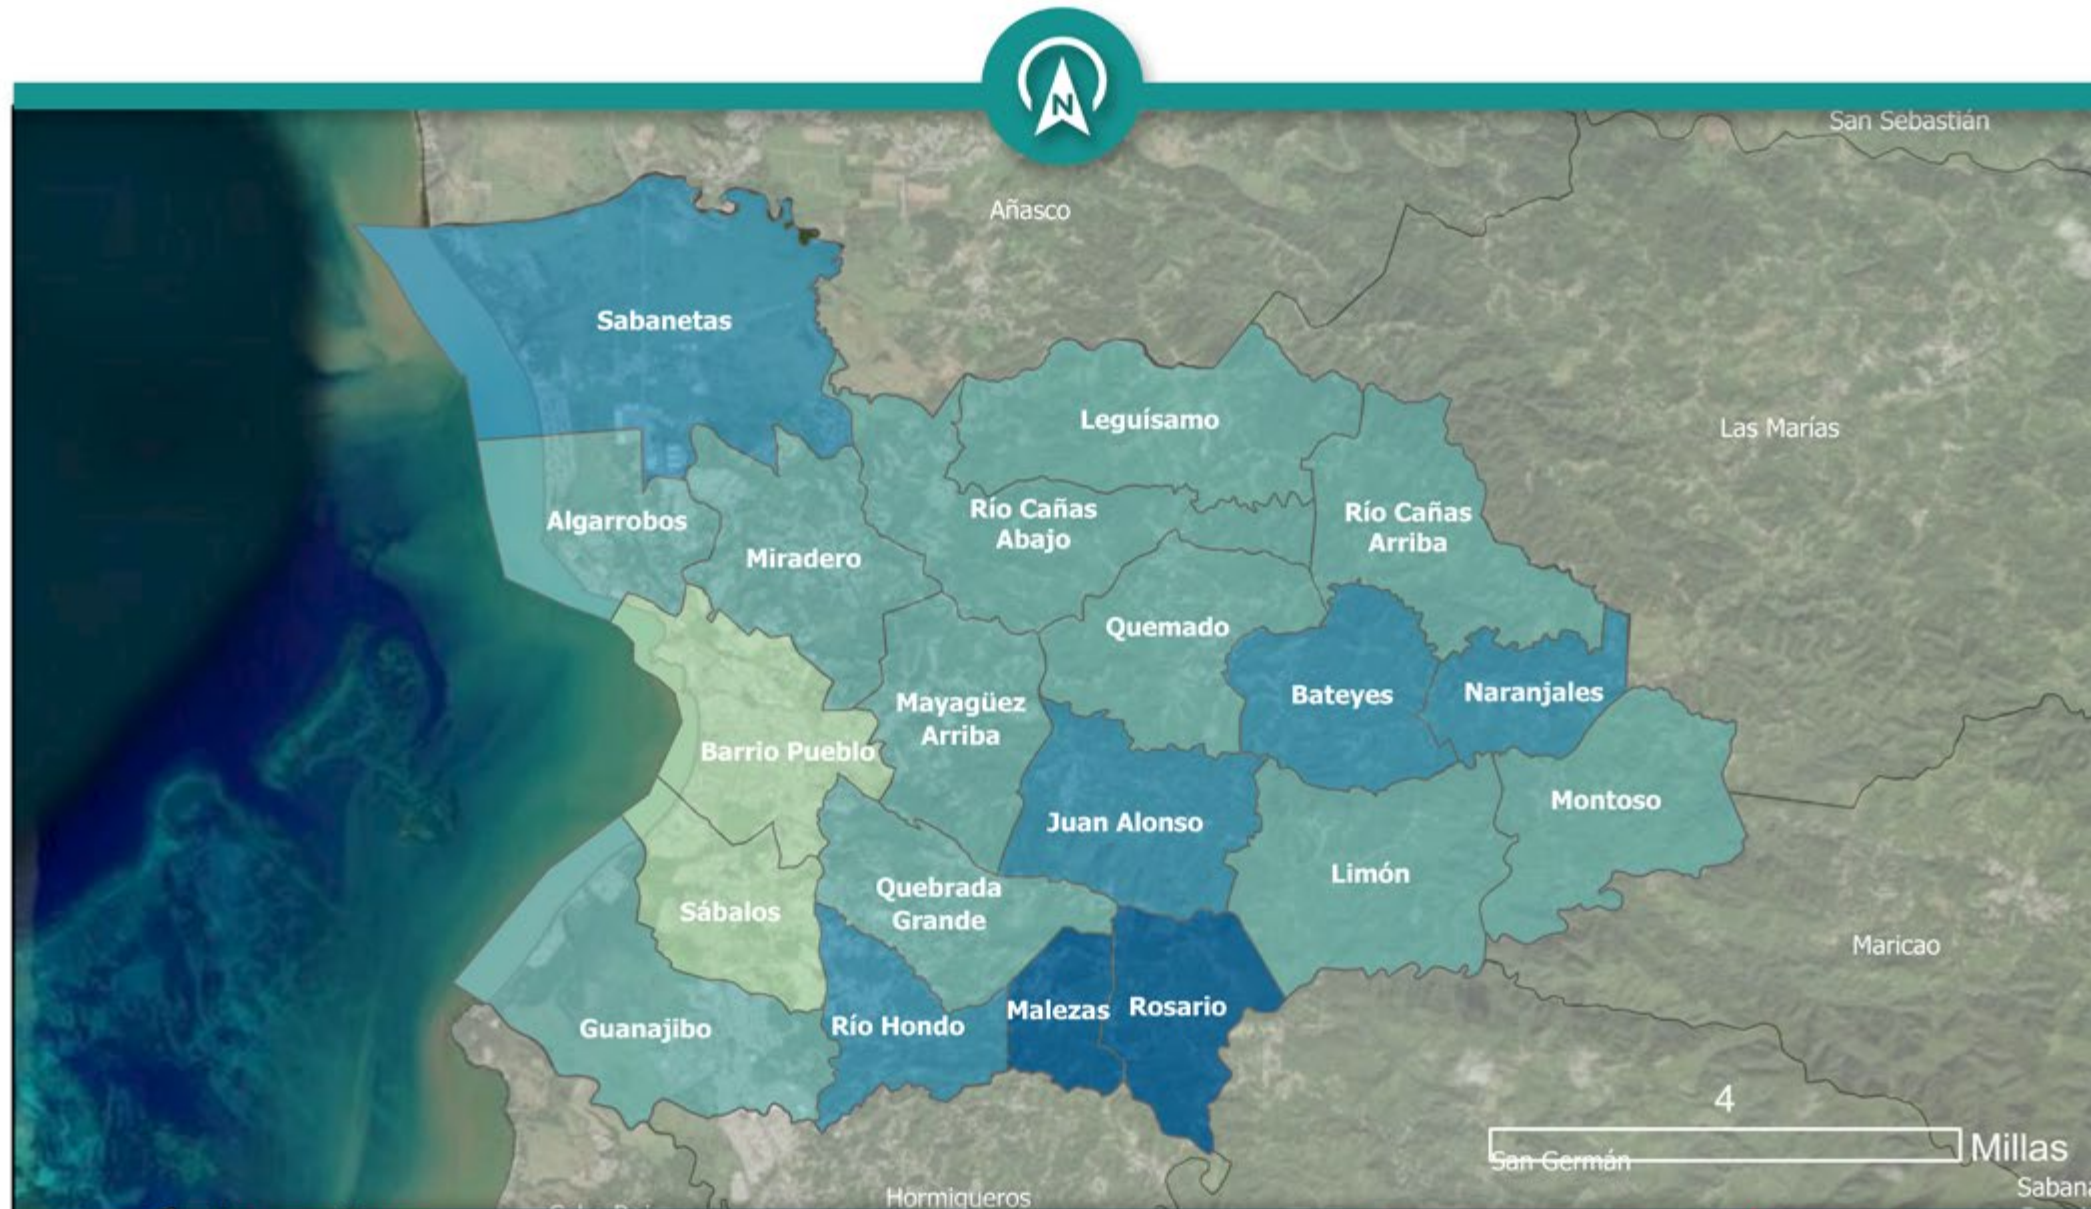 N
San Sebastián
Añasco
Sabanetas
Leguísamo
Las Marías
Río Cañas
Abajo
Río Cañas
Arriba
Algarrobos
Miradero
Quemado
Bateyes
Naranjales
Mayagüez
Arriba
Barrio Pueblo
Montoso
Juan Alonso
Limón
Quebrada
Grande
Sábalos
Maricao
Malezas
Rosario
Río Hondo
Guanajibo
4
Millas
San Germán
Sabana
Hormigueros